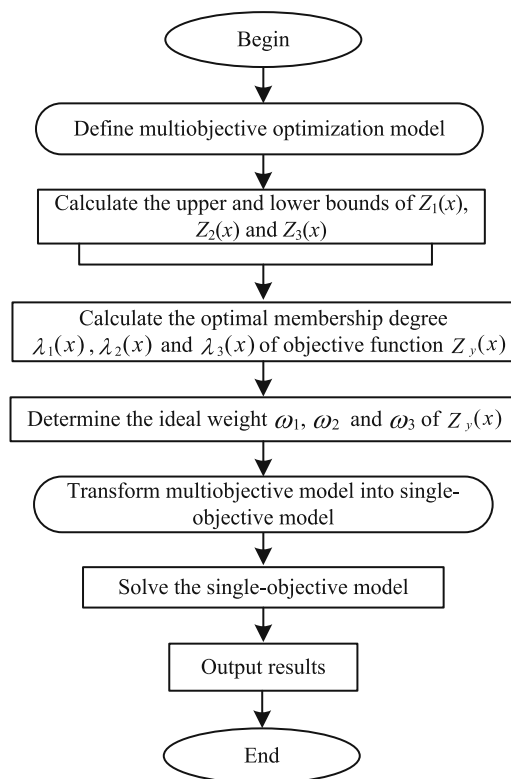 Begin
Define multiobjective optimization model
Calculate the upper and lower bounds of Z₁(x),
Z₂(x) and Z₃(x)
Calculate the optimal membership degree
λ₁(x), λ₂(x) and λ₃(x) of objective function Z_y(x)
Determine the ideal weight ω₁, ω₂ and ω₃ of Z_y(x)
Transform multiobjective model into single-
objective model
Solve the single-objective model
Output results
End